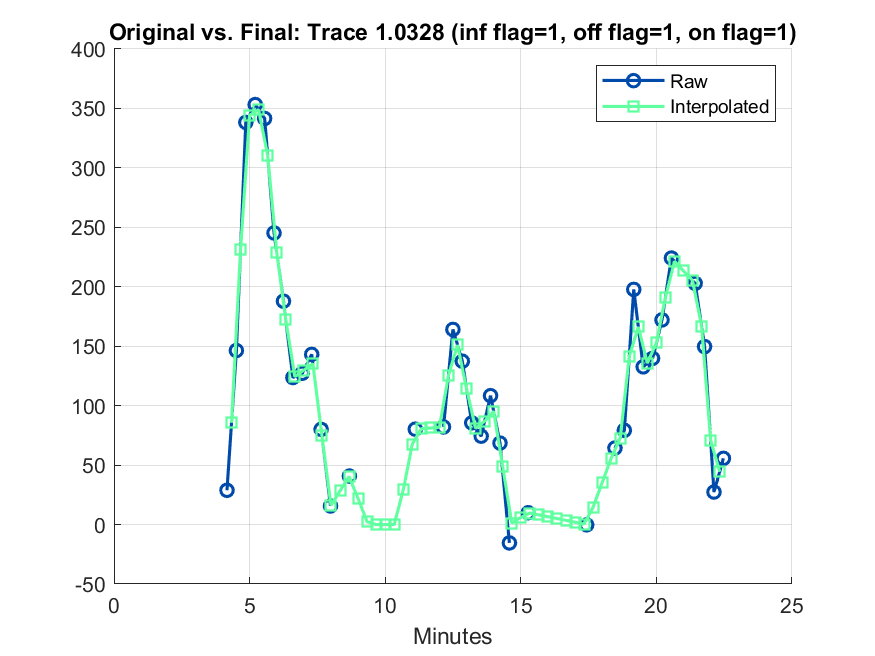 Original vs. Final: Trace 1.0328 (inf flag=1, off flag=1, on flag=1)
400
350
300
250
200
150
100
50
0
-50
Raw
Interpolated
0 5 10 15 20 25
Minutes